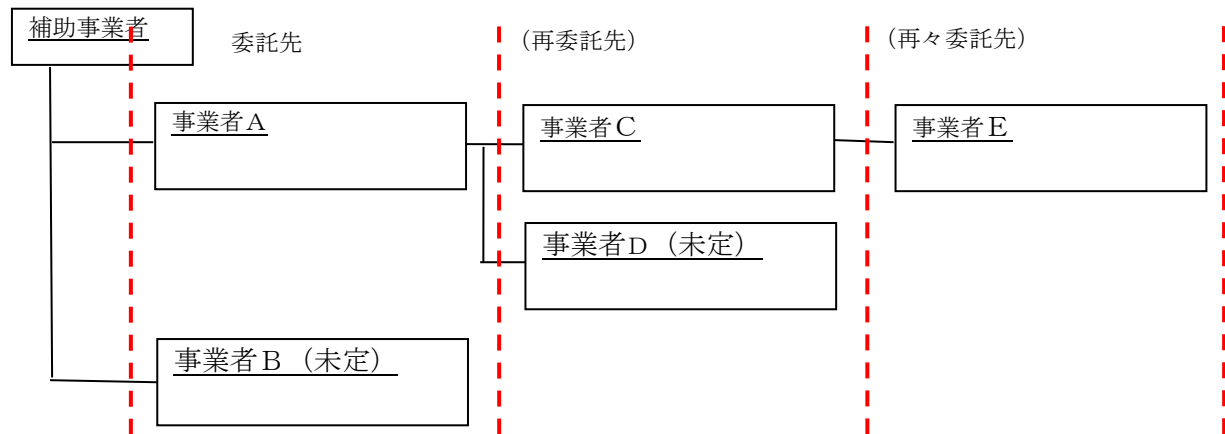 補助事業者
委託先
（再委託先）
（再々委託先）
事業者Ａ
事業者Ｃ
事業者Ｅ
事業者Ｄ（未定）
事業者Ｂ（未定）